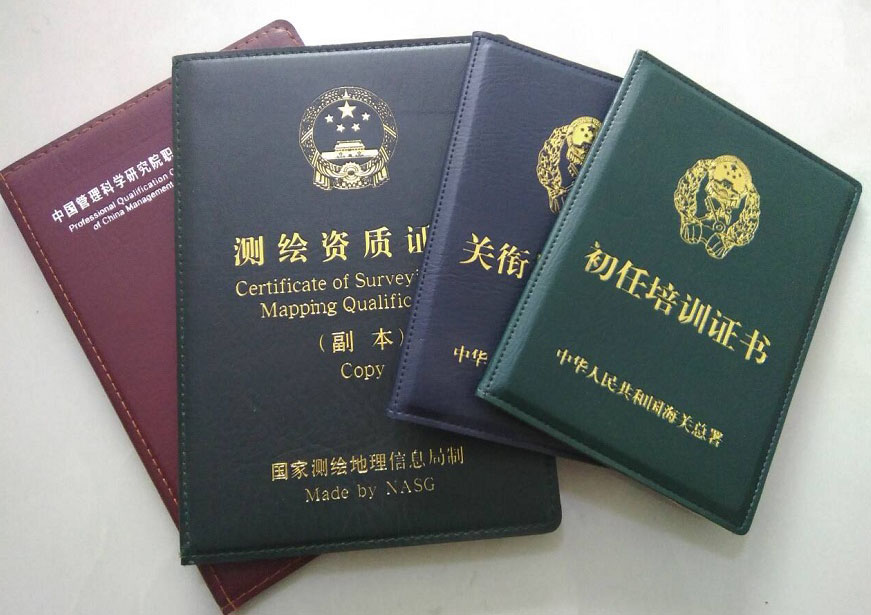 中国管理科学研究院职
Professional Qualification
of China Management
测绘资质证
Certificate of Surveyi
Mapping Qualific
（副本）
Copy
国家测绘地理信息局制
Made by NASG
关衔
中华
初任培训证书
中华人民共和国海关总署